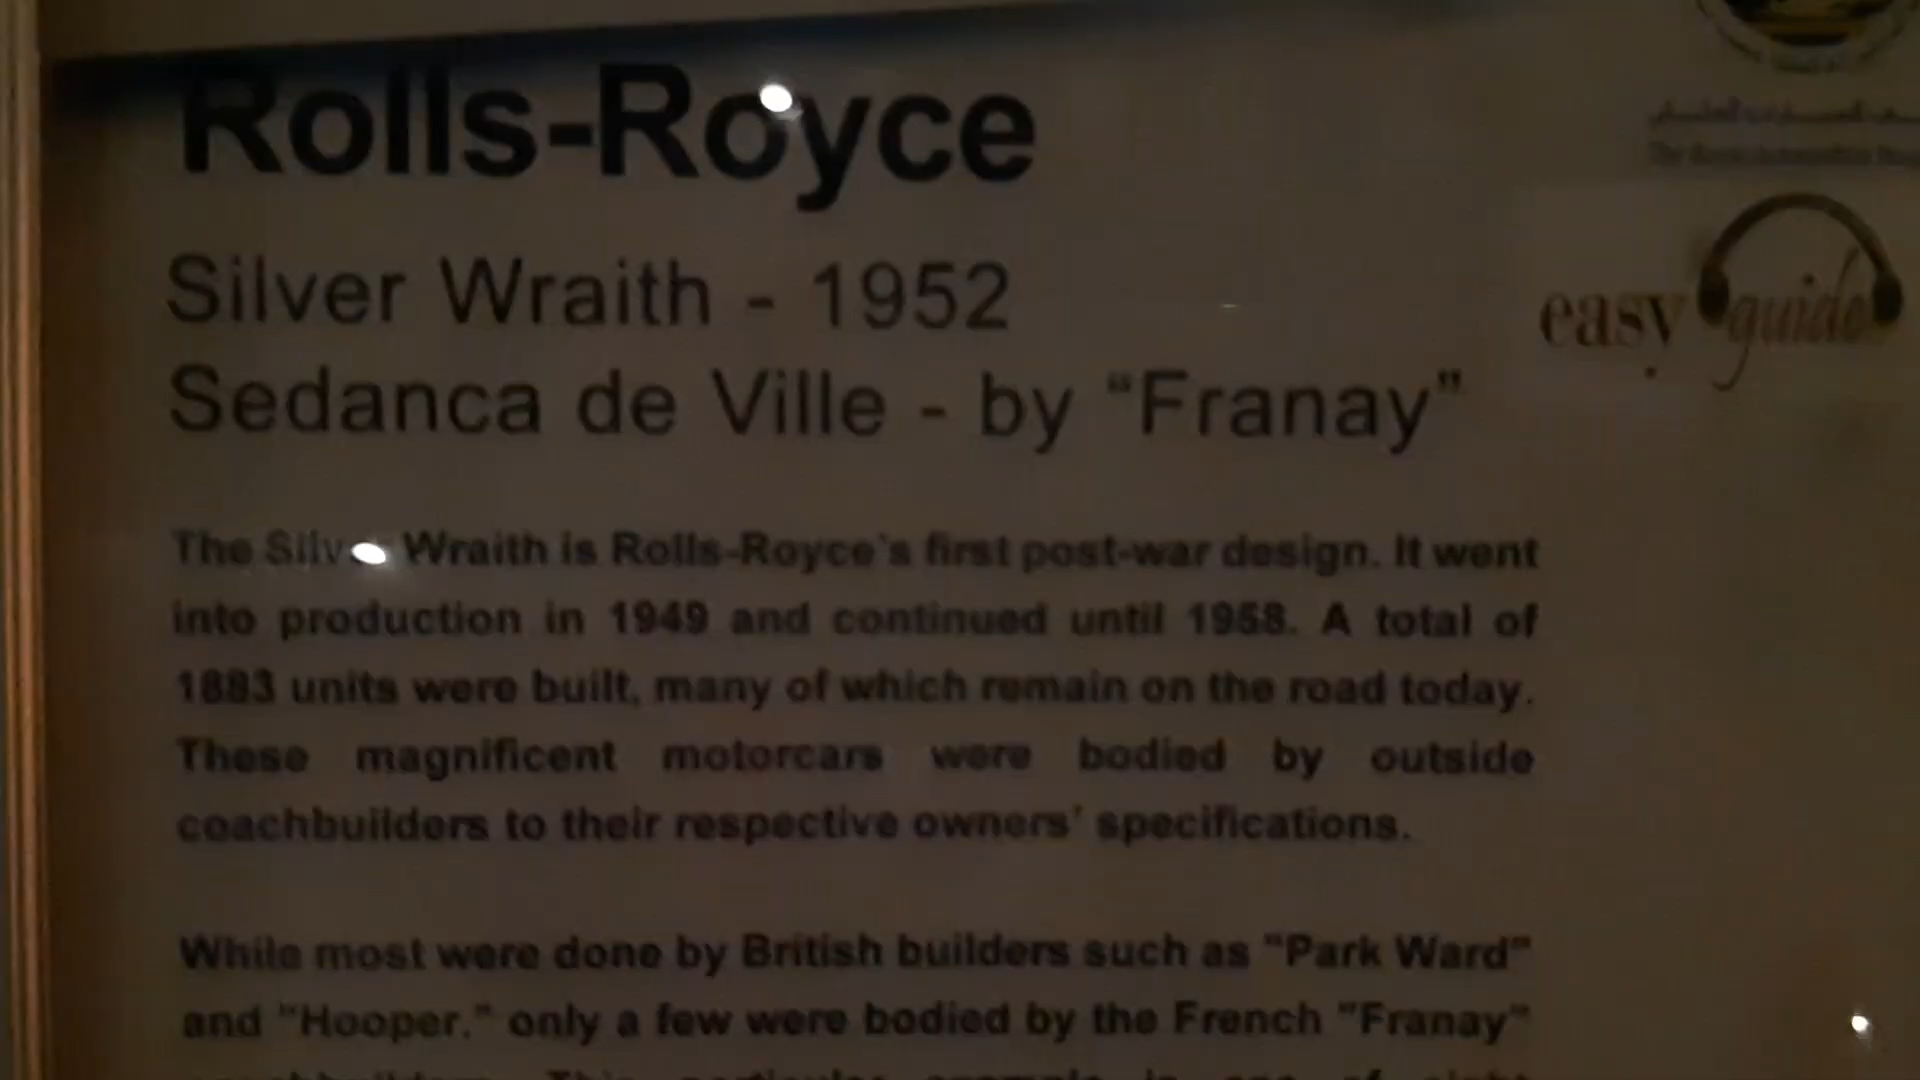 Rolls-Royce
Silver Wraith - 1952
Sedanca de Ville - by “Franay”
easy guide
The Silver Wraith is Rolls-Royce's first post-war design. It went
into production in 1949 and continued until 1958. A total of
1883 units were built, many of which remain on the road today.
These magnificent motorcars were bodied by outside
coachbuilders to their respective owners' specifications.
While most were done by British builders such as "Park Ward"
and "Hooper." only a few were bodied by the French "Franay"